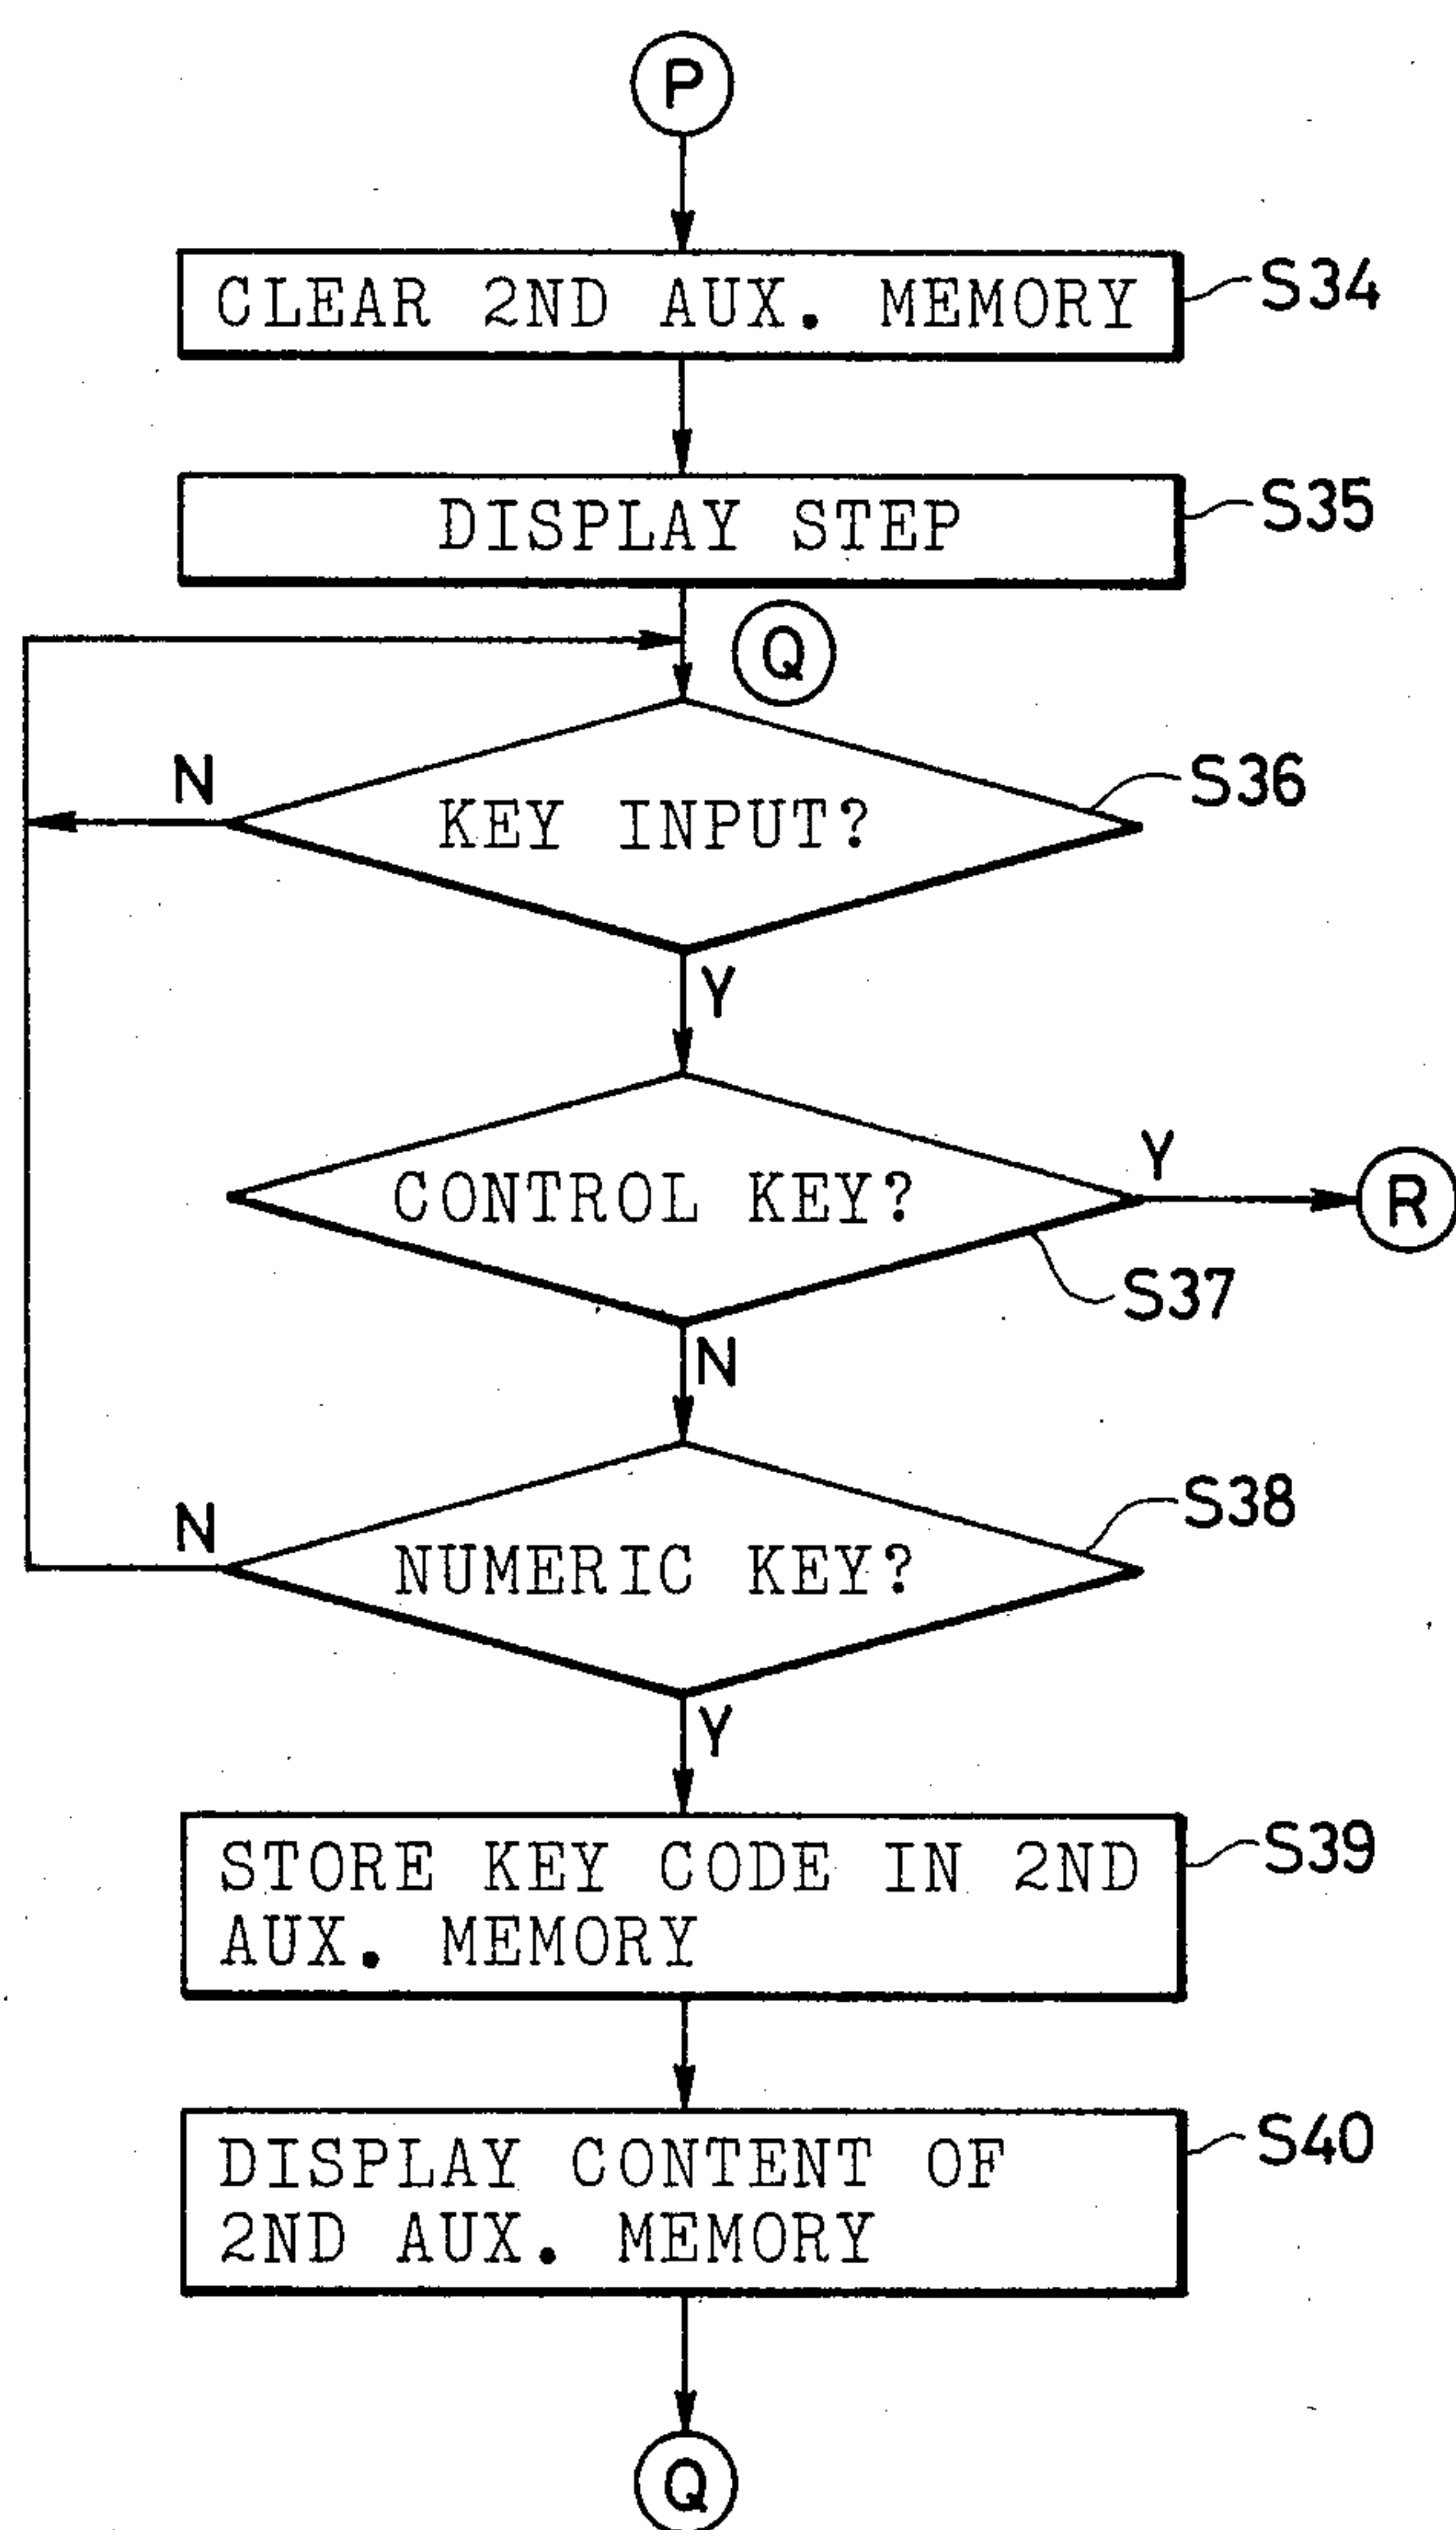 P
CLEAR 2ND AUX. MEMORY
S34
DISPLAY STEP
S35
Q
N
KEY INPUT?
S36
Y
CONTROL KEY?
Y
R
S37
N
N
NUMERIC KEY?
S38
Y
STORE KEY CODE IN 2ND
AUX. MEMORY
S39
DISPLAY CONTENT OF
2ND AUX. MEMORY
S40
Q